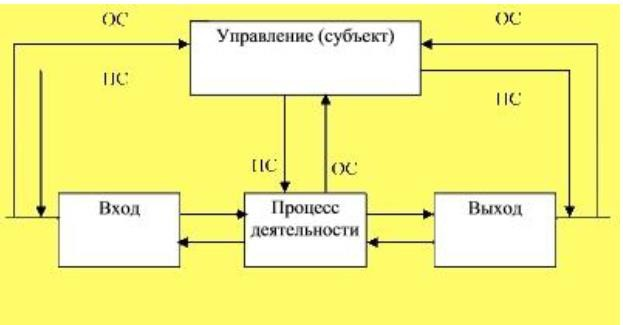 ОС
ОС
Управление (субъект)
ПС
ПС
ПС
ОС
Вход
Процесс
деятельности
Выход